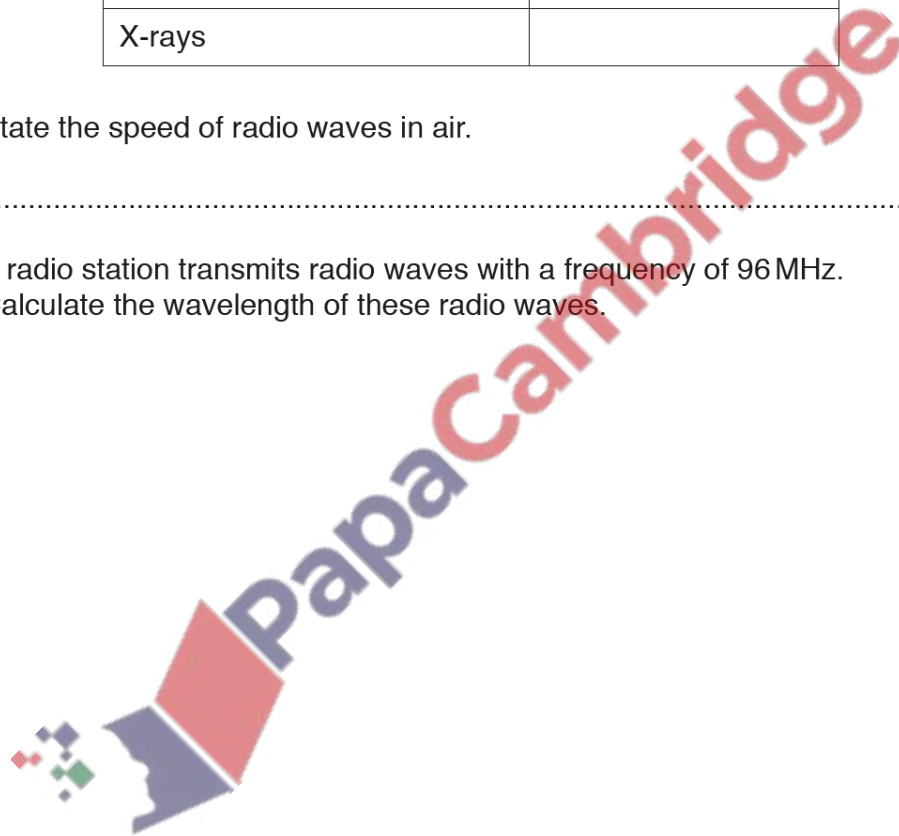 X-rays
tate the speed of radio waves in air.
radio station transmits radio waves with a frequency of 96 MHz.
alculate the wavelength of these radio waves.
PapaCambridge